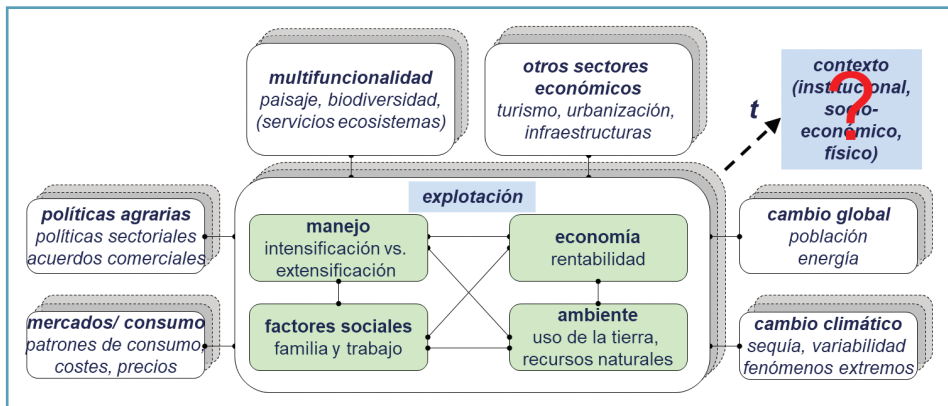 multifuncionalidad
paisaje, biodiversidad,
(servicios ecosistemas)
otros sectores
económicos
turismo, urbanización,
infraestructuras
contexto
(institucional,
socio-
económico,
físico)
?
t
explotación
políticas agrarias
políticas sectoriales
acuerdos comerciales
manejo
intensificación vs.
extensificación
economía
rentabilidad
cambio global
población
energía
mercados/ consumo
patrones de consumo,
costes, precios
factores sociales
familia y trabajo
ambiente
uso de la tierra,
recursos naturales
cambio climático
sequía, variabilidad
fenómenos extremos